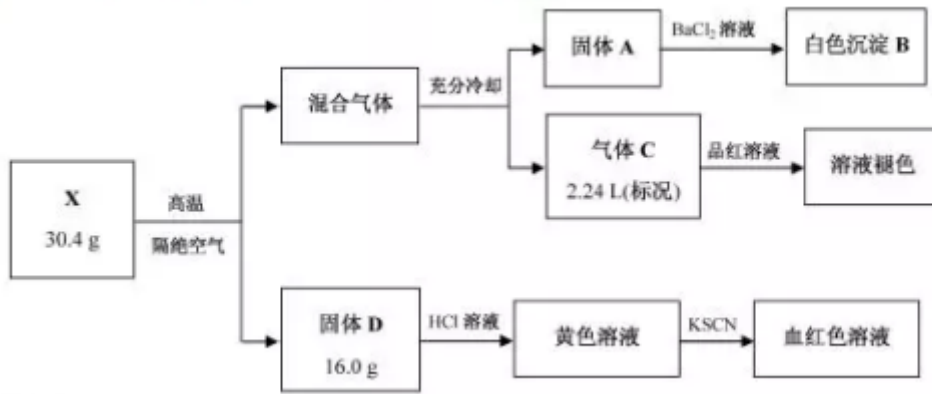 固体 A
BaCl₂ 溶液
白色沉淀 B
混合气体
充分冷却
气体 C
2.24 L(标况)
品红溶液
溶液褪色
X
30.4 g
高温
隔绝空气
固体 D
16.0 g
HCl 溶液
黄色溶液
KSCN
血红色溶液